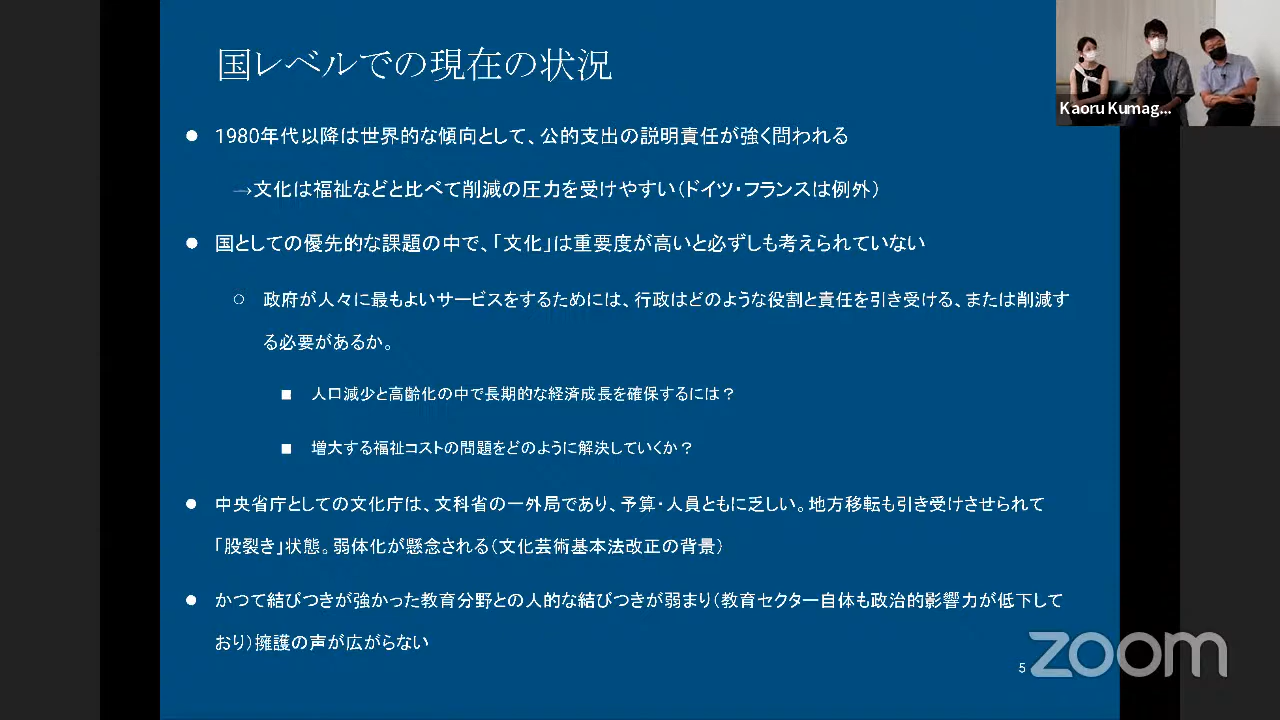 国レベルでの現在の状況
● 1980年代以降は世界的な傾向として、公的支出の説明責任が強く問われる
→文化は福祉などと比べて削減の圧力を受けやすい（ドイツ・フランスは例外）
● 国としての優先的な課題の中で、「文化」は重要度が高いと必ずしも考えられていない
○ 政府が人々に最もよいサービスをするためには、行政はどのような役割と責任を引き受ける、または削減す
る必要があるか。
■ 人口減少と高齢化の中で長期的な経済成長を確保するには？
■ 増大する福祉コストの問題をどのように解決していくか？
● 中央省庁としての文化庁は、文科省の一外局であり、予算・人員ともに乏しい。地方移転も引き受けさせられて
「股裂き」状態。弱体化が懸念される（文化芸術基本法改正の背景）
● かつて結びつきが強かった教育分野との人的な結びつきが弱まり（教育セクター自体も政治的影響力が低下して
おり）擁護の声が広がらない
5
Kaoru Kumag...
zoom